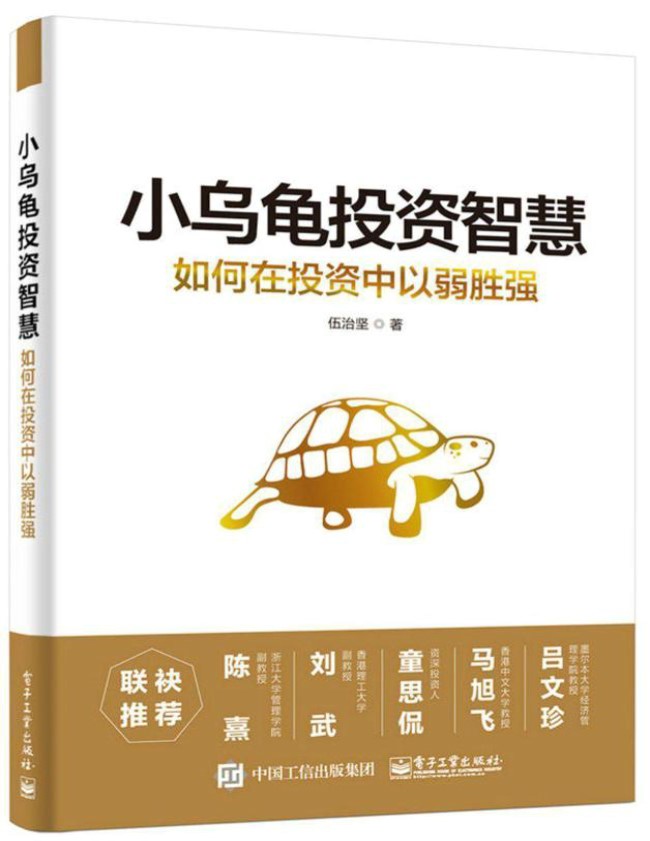 小乌龟投资智慧
如何在投资中以弱胜强
伍治坚 ◎ 著
小乌龟投资智慧
如何在投资中以弱胜强
电子工业出版社·
联袂
推荐
陈熹
浙江大学管理学院
副教授
刘武
香港理工大学
副教授
童思侃
资深投资人
马旭飞
香港中文大学教授
吕文珍
墨尔本大学经济管
理学院教授
中国工信出版集团
电子工业出版社